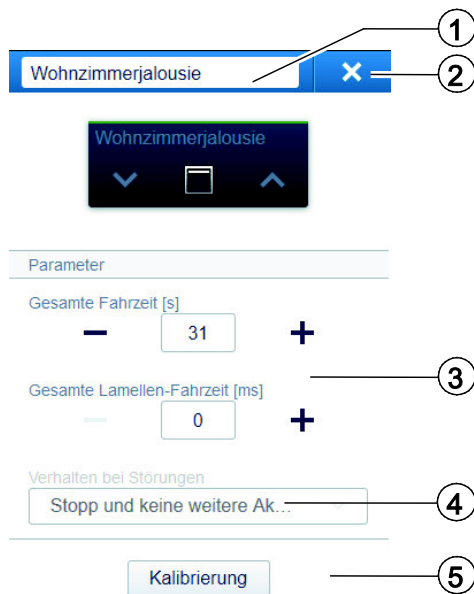 1
Wohnzimmerjalousie
2
Wohnzimmerjalousie
Parameter
Gesamte Fahrzeit [s]
31
3
Gesamte Lamellen-Fahrzeit [ms]
0
Verhalten bei Störungen
Stopp und keine weitere Ak...
4
Kalibrierung
5